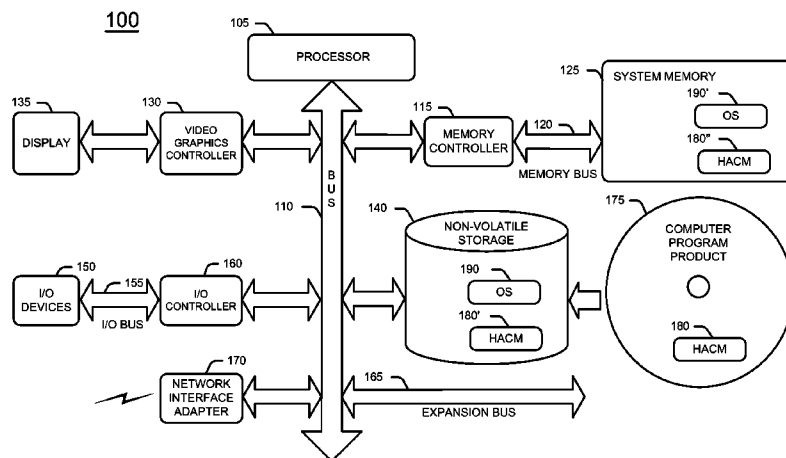 100
105
PROCESSOR
135
DISPLAY
130
VIDEO
GRAPHICS
CONTROLLER
115
MEMORY
CONTROLLER
120
MEMORY BUS
125
SYSTEM MEMORY
190'
OS
180"
HACM
BUS
110
140
NON-VOLATILE
STORAGE
190
OS
180'
HACM
175
COMPUTER
PROGRAM
PRODUCT
180
HACM
150
I/O
DEVICES
155
I/O BUS
160
I/O
CONTROLLER
170
NETWORK
INTERFACE
ADAPTER
165
EXPANSION BUS